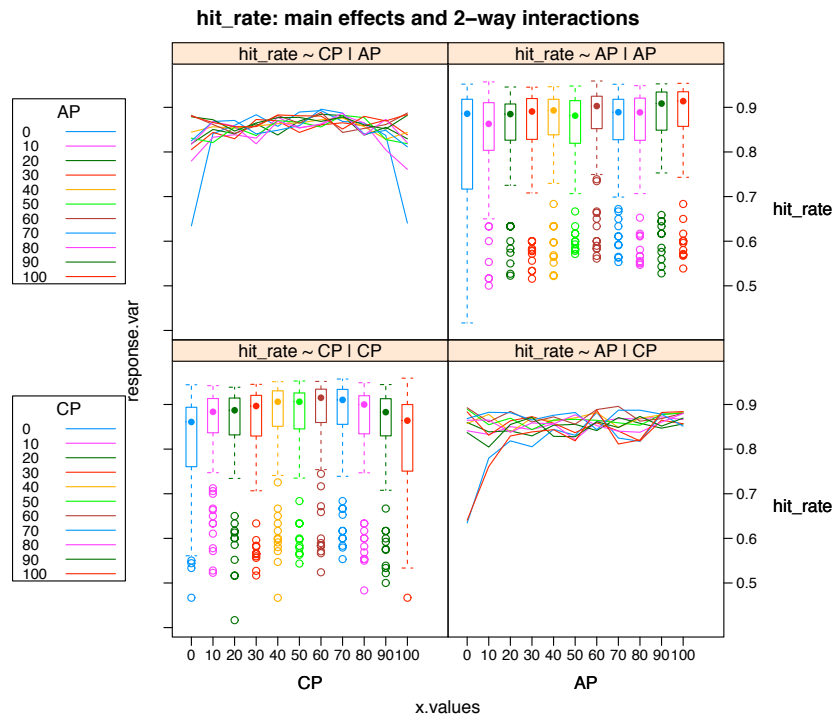 hit_rate: main effects and 2−way interactions
hit_rate ~ CP | AP
hit_rate ~ AP | AP
AP
0
10
20
30
40
50
60
70
80
90
100
0.9
0.8
0.7
0.6
0.5
hit_rate
response.var
hit_rate ~ CP | CP
hit_rate ~ AP | CP
CP
0
10
20
30
40
50
60
70
80
90
100
0.9
0.8
0.7
0.6
0.5
hit_rate
0 10 20 30 40 50 60 70 80 90 100
0 10 20 30 40 50 60 70 80 90 100
CP
AP
x.values